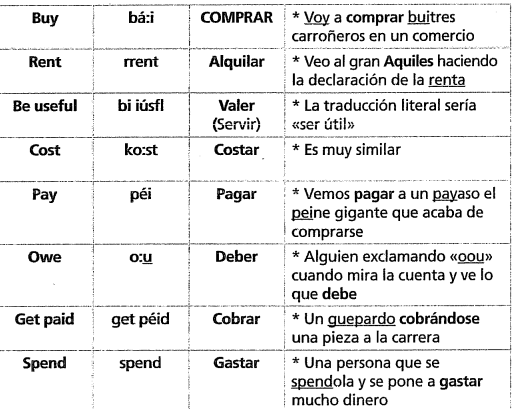 Buy bá:i COMPRAR * Voy a comprar buitres
carroñeros en un comercio
Rent rrent Alquilar * Veo al gran Aquiles haciendo
la declaración de la renta
Be useful bi iúsfl Valer * La traducción literal sería
(Servir) «ser útil»
Cost ko:st Costar * Es muy similar
Pay péi Pagar * Vemos pagar a un payaso el
peine gigante que acaba de
comprarse
Owe o:u Deber * Alguien exclamando «oou»
cuando mira la cuenta y ve lo
que debe
Get paid get péid Cobrar * Un guepardo cobrándose
una pieza a la carrera
Spend spend Gastar * Una persona que se
spendola y se pone a gastar
mucho dinero